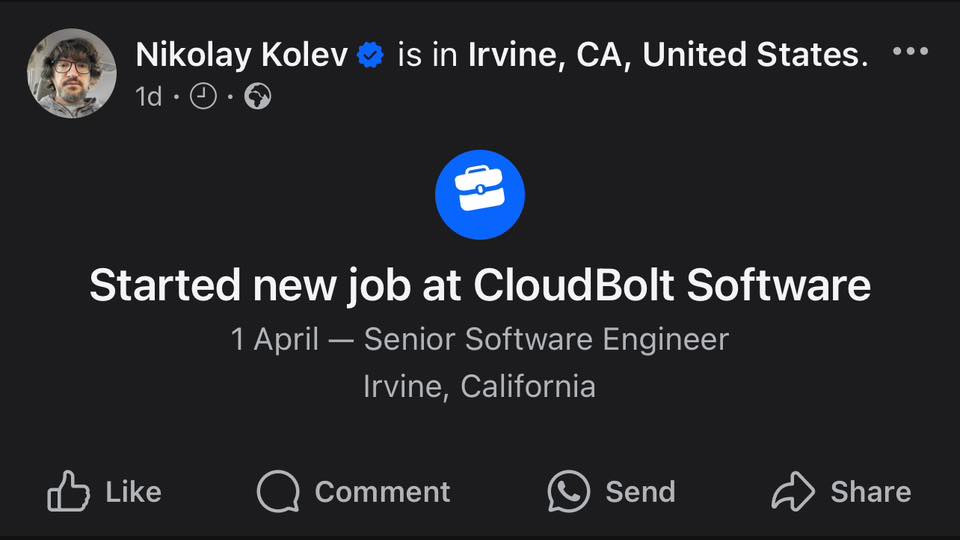 Nikolay Kolev is in Irvine, CA, United States.
1d · ·
Started new job at CloudBolt Software
1 April — Senior Software Engineer
Irvine, California
Like Comment Send Share